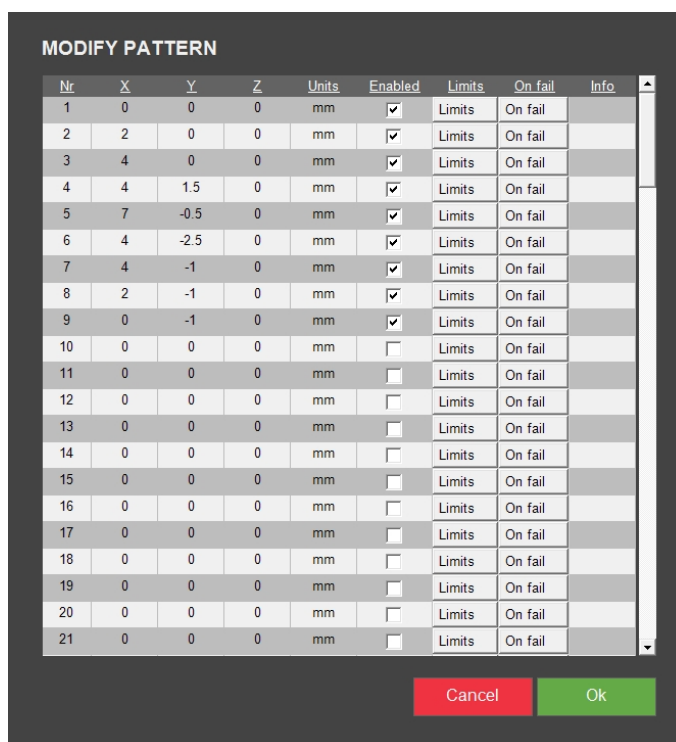 MODIFY PATTERN
Nr X Y Z Units Enabled Limits On fail Info
1 0 0 0 mm Limits On fail
2 2 0 0 mm Limits On fail
3 4 0 0 mm Limits On fail
4 4 1.5 0 mm Limits On fail
5 7 -0.5 0 mm Limits On fail
6 4 -2.5 0 mm Limits On fail
7 4 -1 0 mm Limits On fail
8 2 -1 0 mm Limits On fail
9 0 -1 0 mm Limits On fail
10 0 0 0 mm Limits On fail
11 0 0 0 mm Limits On fail
12 0 0 0 mm Limits On fail
13 0 0 0 mm Limits On fail
14 0 0 0 mm Limits On fail
15 0 0 0 mm Limits On fail
16 0 0 0 mm Limits On fail
17 0 0 0 mm Limits On fail
18 0 0 0 mm Limits On fail
19 0 0 0 mm Limits On fail
20 0 0 0 mm Limits On fail
21 0 0 0 mm Limits On fail
Cancel Ok